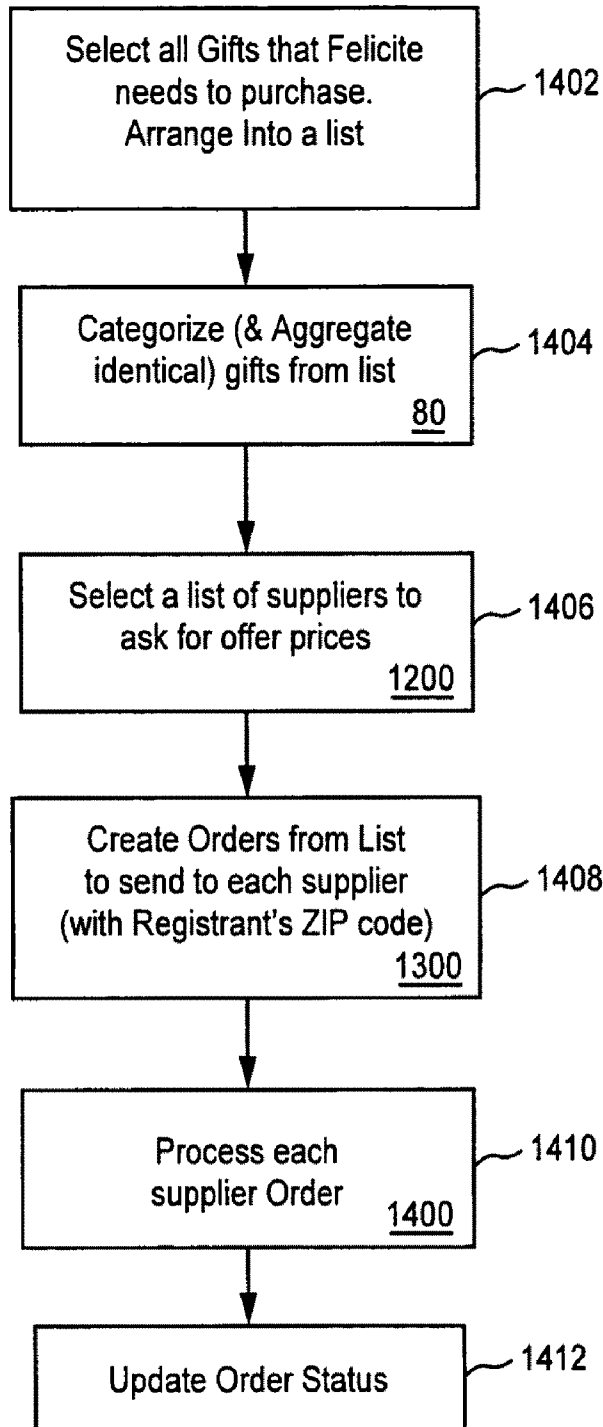 Select all Gifts that Felicite
needs to purchase.
Arrange Into a list
1402
Categorize (& Aggregate
identical) gifts from list
80
1404
Select a list of suppliers to
ask for offer prices
1200
1406
Create Orders from List
to send to each supplier
(with Registrant's ZIP code)
1300
1408
Process each
supplier Order
1400
1410
Update Order Status
1412